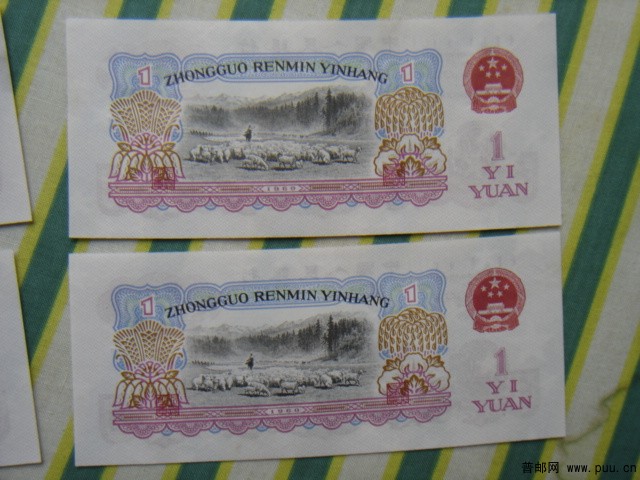 1
ZHONGGUO RENMIN YINHANG
1
1
YI
YUAN
1960
1
ZHONGGUO RENMIN YINHANG
1
1
YI
YUAN
1960
普邮网 www.puu.cn